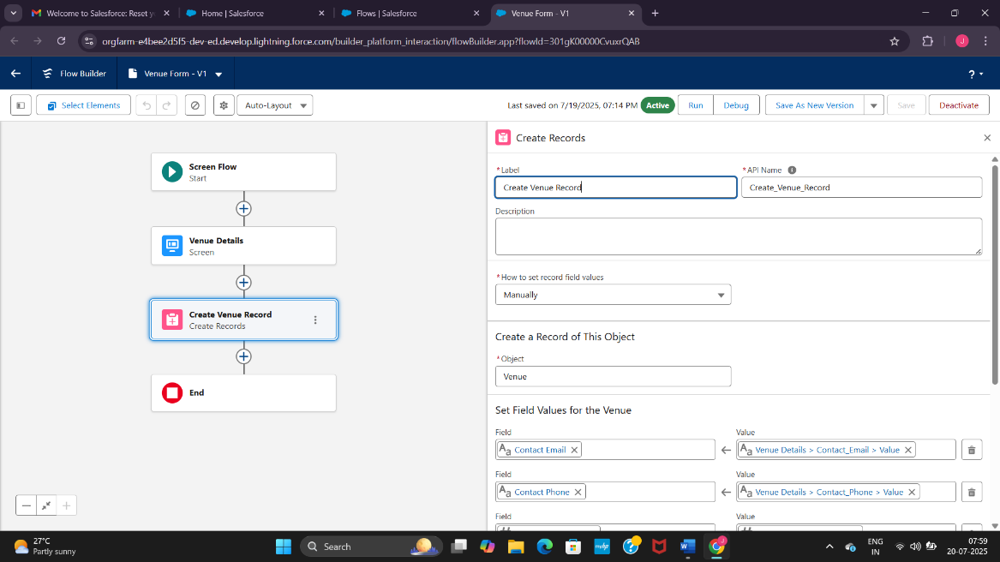 Welcome to Salesforce: Reset y
Home | Salesforce
Flows | Salesforce
Venue Form - V1
orgfarm-e4bee2d5f5-dev-ed.develop.lightning.force.com/builder_platform_interaction/flowBuilder.app?flowId=301gK00000CvuxrQAB
J
Flow Builder
Venue Form - V1
?
Select Elements
Auto-Layout
Last saved on 7/19/2025, 07:14 PM
Active
Run
Debug
Save As New Version
Save
Deactivate
Screen Flow
Start
Venue Details
Screen
Create Venue Record
Create Records
End
Create Records
*Label
*API Name
Create Venue Record
Create_Venue_Record
Description
*How to set record field values
Manually
Create a Record of This Object
*Object
Venue
Set Field Values for the Venue
Field
Value
Aa Contact Email
Aa Venue Details > Contact_Email > Value
Field
Value
Aa Contact Phone
Aa Venue Details > Contact_Phone > Value
Field
Value
27°C
Partly sunny
Search
ENG
IN
07:59
20-07-2025